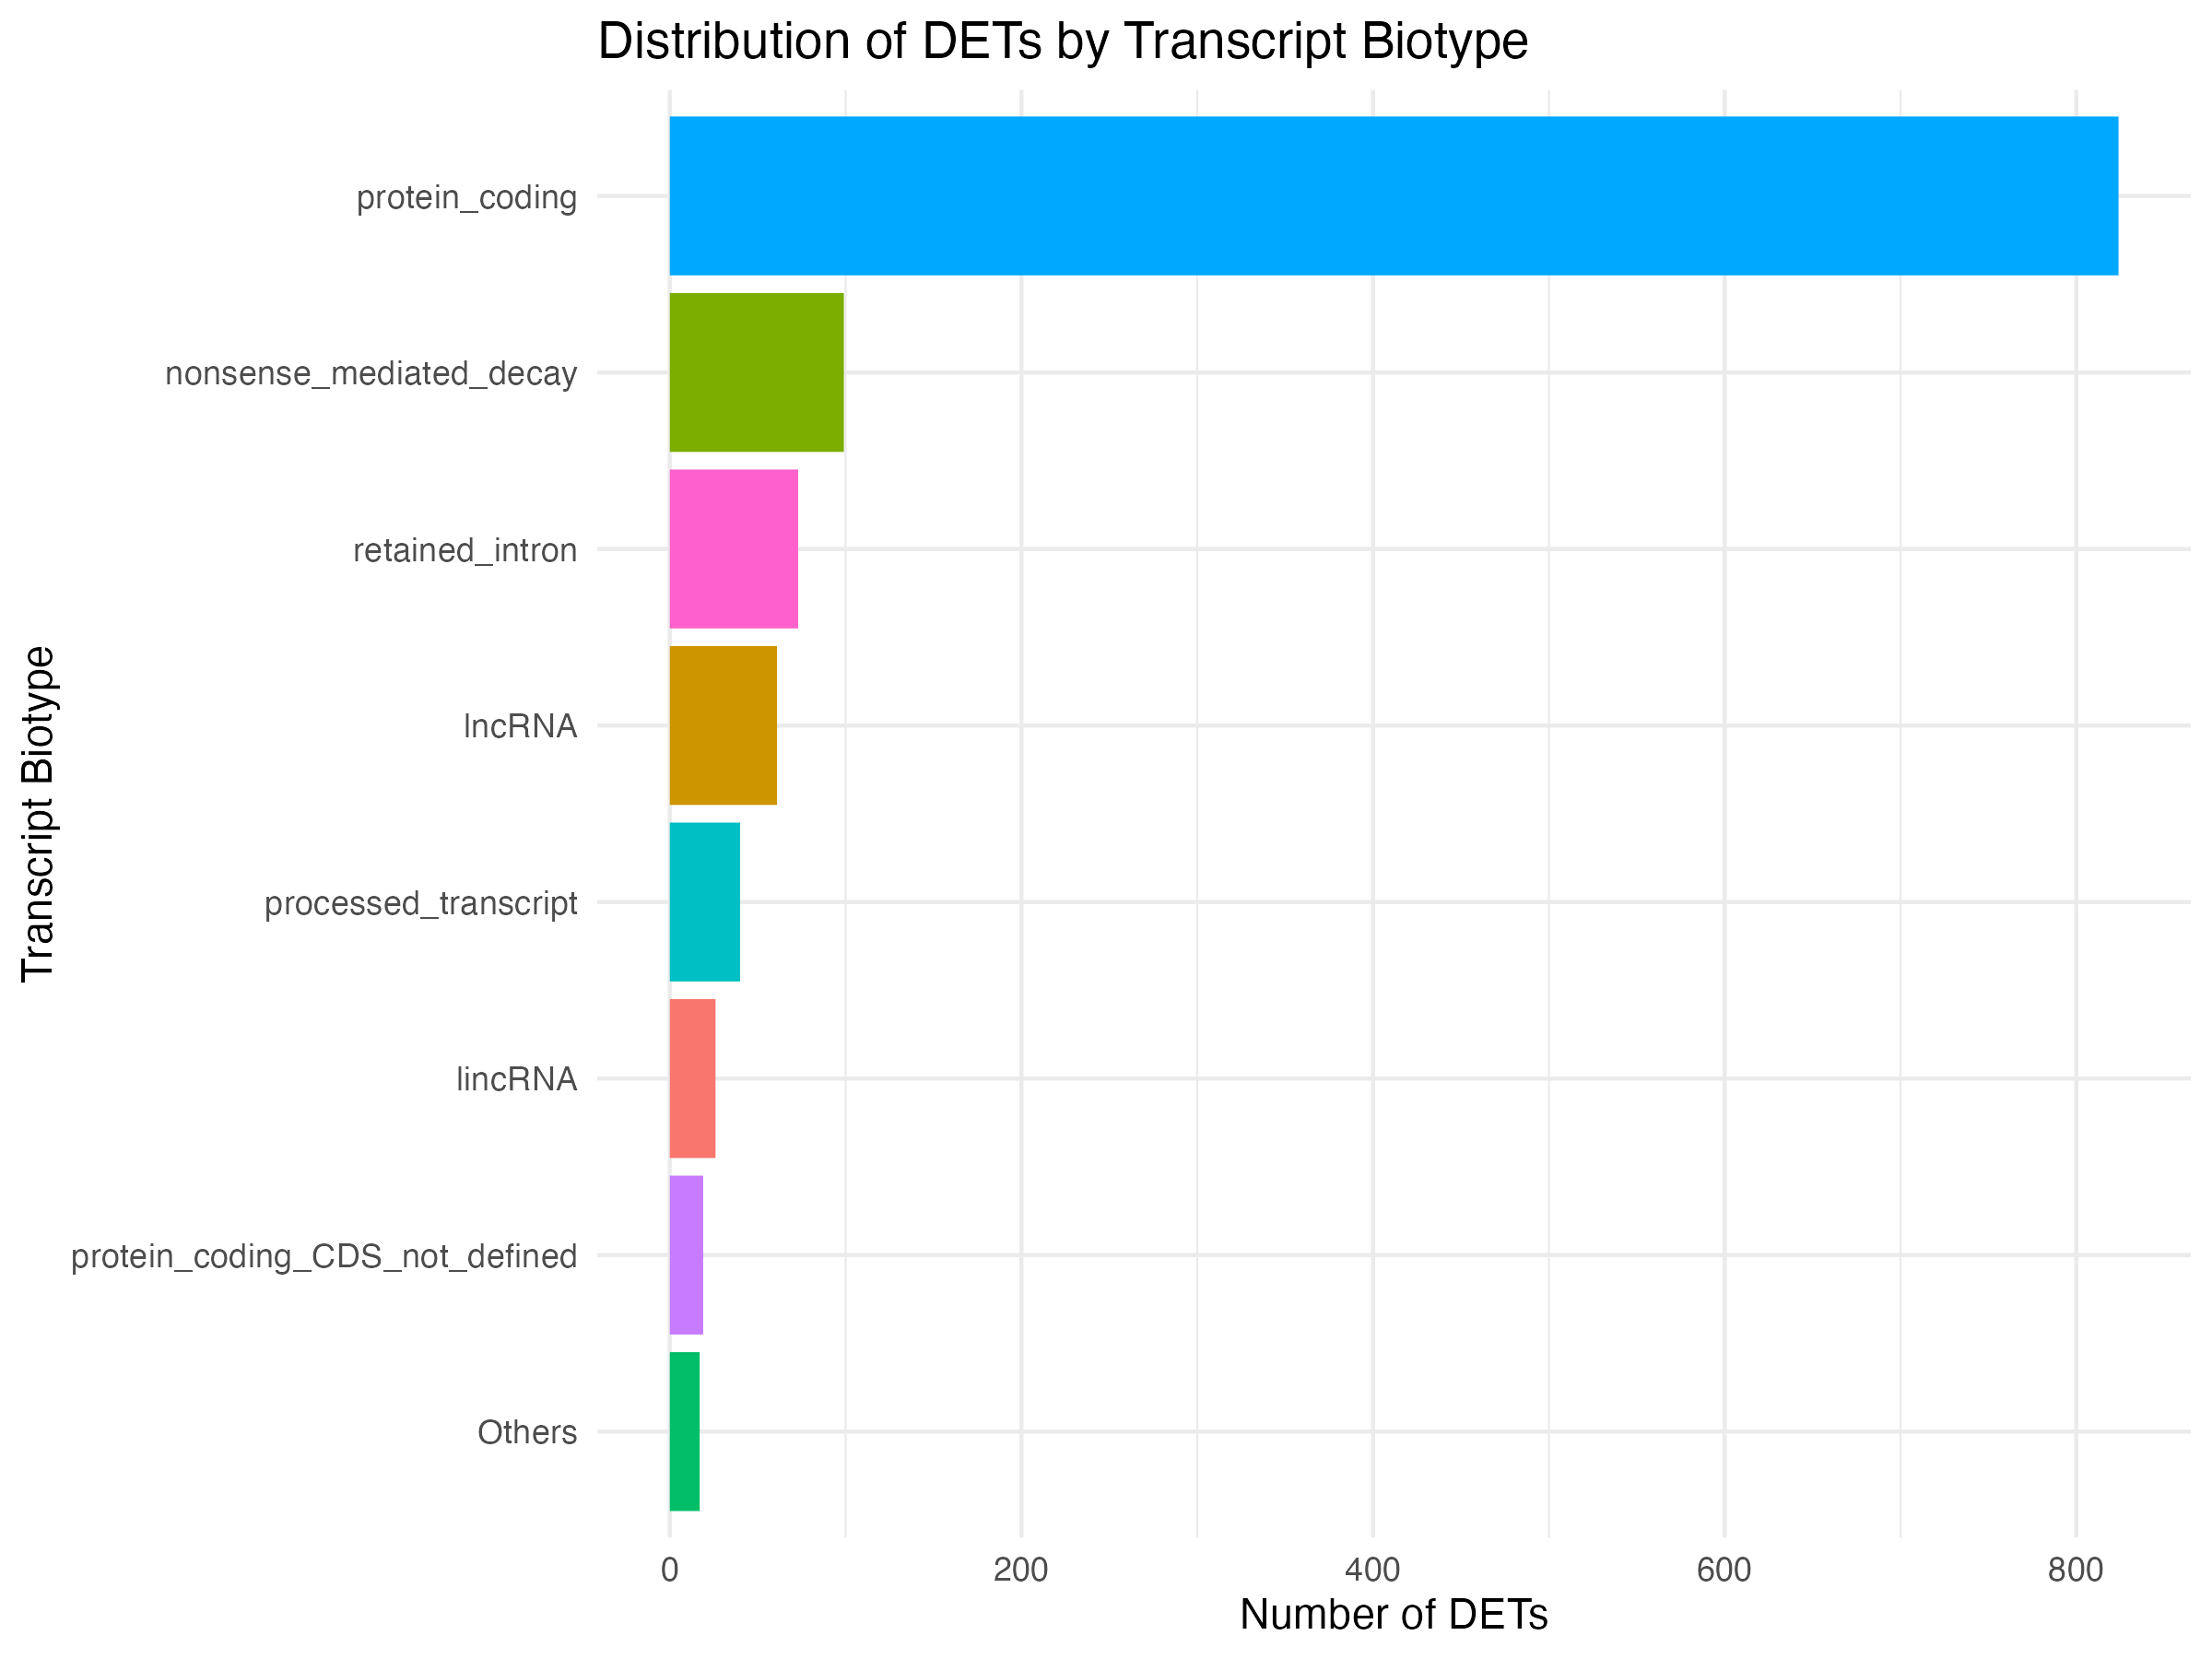 Distribution of DETs by Transcript Biotype
Transcript Biotype
protein_coding
nonsense_mediated_decay
retained_intron
lncRNA
processed_transcript
lincRNA
protein_coding_CDS_not_defined
Others
0 200 400 600 800
Number of DETs